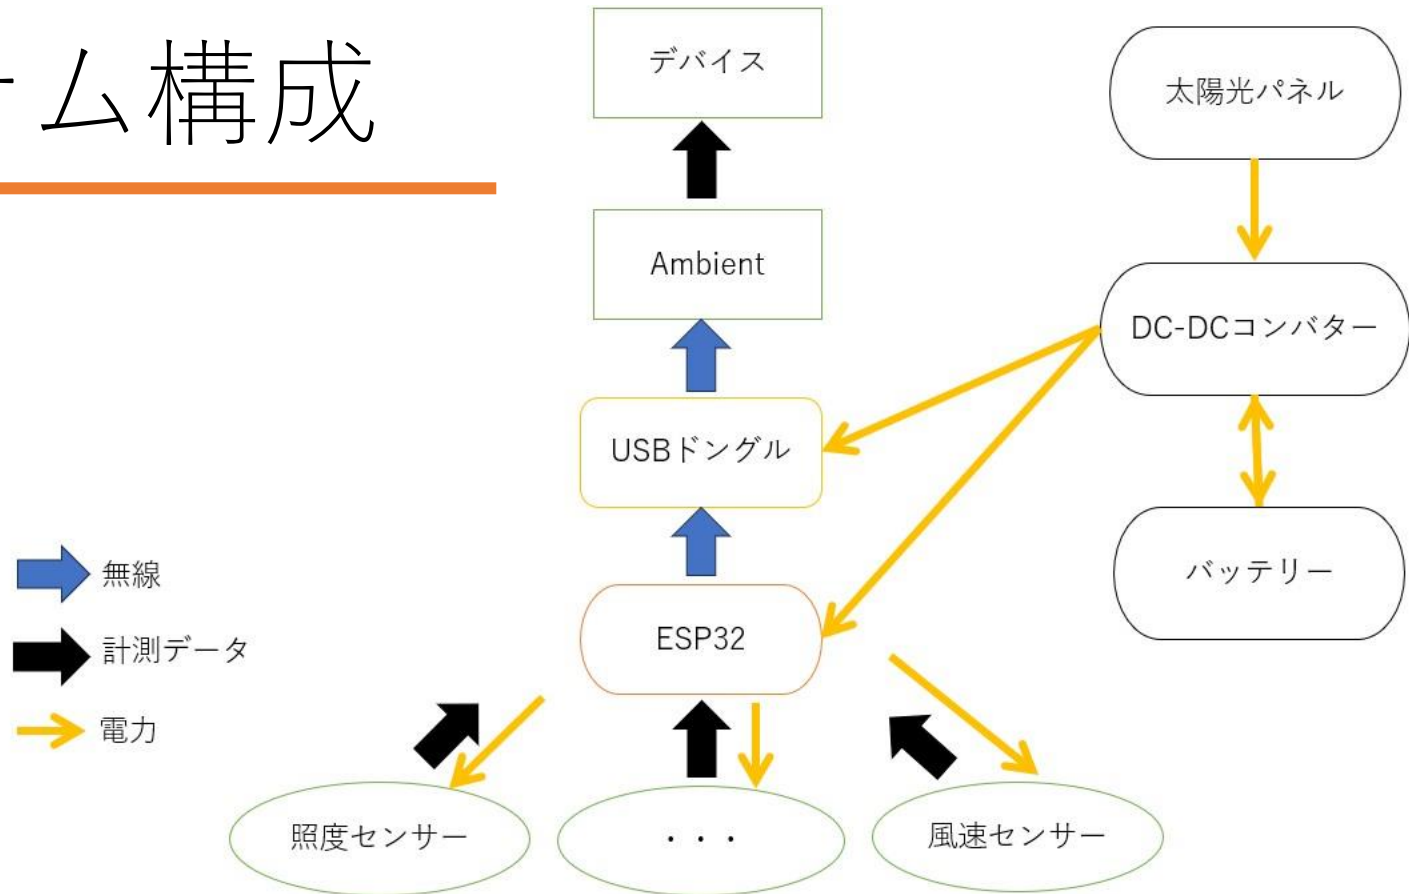 ム構成
デバイス
太陽光パネル
Ambient
DC-DCコンバター
USBドングル
無線
バッテリー
ESP32
計測データ
電力
照度センサー
・・・
風速センサー